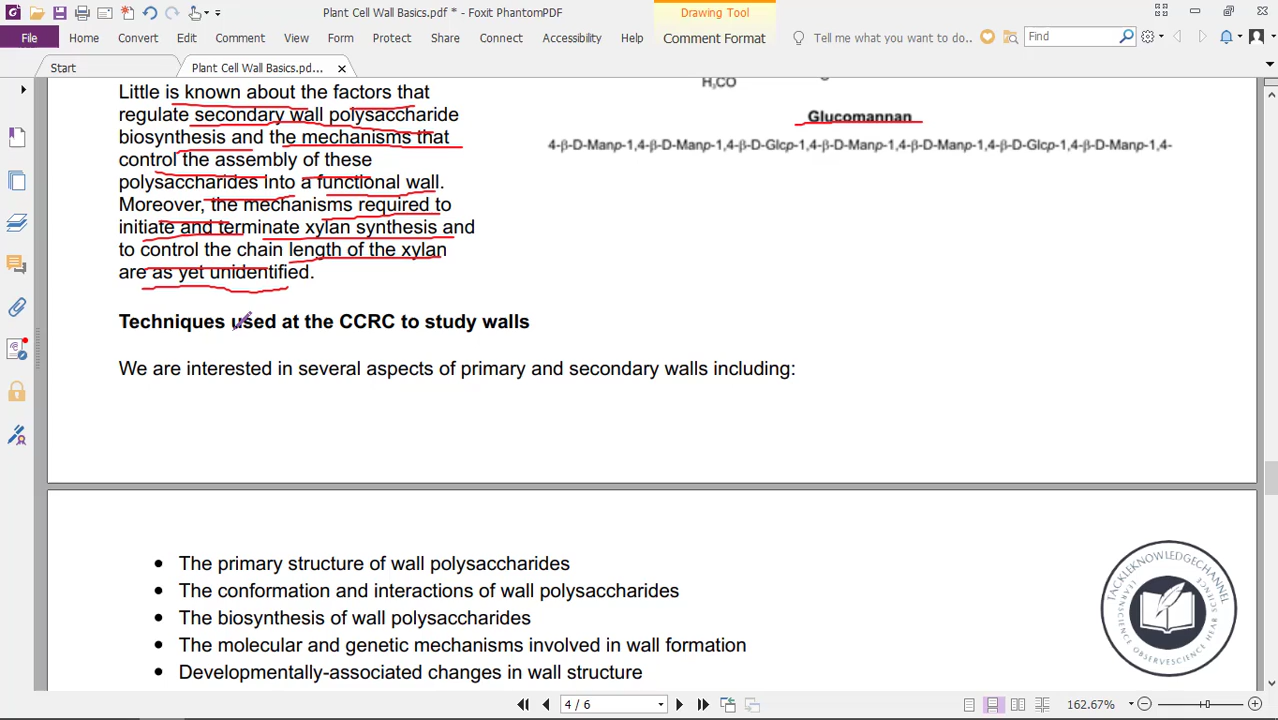 Plant Cell Wall Basics.pdf * - Foxit PhantomPDF
Drawing Tool
File Home Convert Edit Comment View Form Protect Share Connect Accessibility Help Comment Format Tell me what you want to do.. Find
Start Plant Cell Wall Basics.pd... ×
Little is known about the factors that
regulate secondary wall polysaccharide
biosynthesis and the mechanisms that
control the assembly of these
polysaccharides into a functional wall.
Moreover, the mechanisms required to
initiate and terminate xylan synthesis and
to control the chain length of the xylan
are as yet unidentified.
H₃CO
Glucomannan
4-β-D-Manp-1,4-β-D-Manp-1,4-β-D-Glcp-1,4-β-D-Manp-1,4-β-D-Manp-1,4-β-D-Glcp-1,4-β-D-Manp-1,4-
Techniques used at the CCRC to study walls
We are interested in several aspects of primary and secondary walls including:
• The primary structure of wall polysaccharides
• The conformation and interactions of wall polysaccharides
• The biosynthesis of wall polysaccharides
• The molecular and genetic mechanisms involved in wall formation
• Developmentally-associated changes in wall structure
TACKLEKNOWLEDGECHANNEL
4 / 6
162.67%